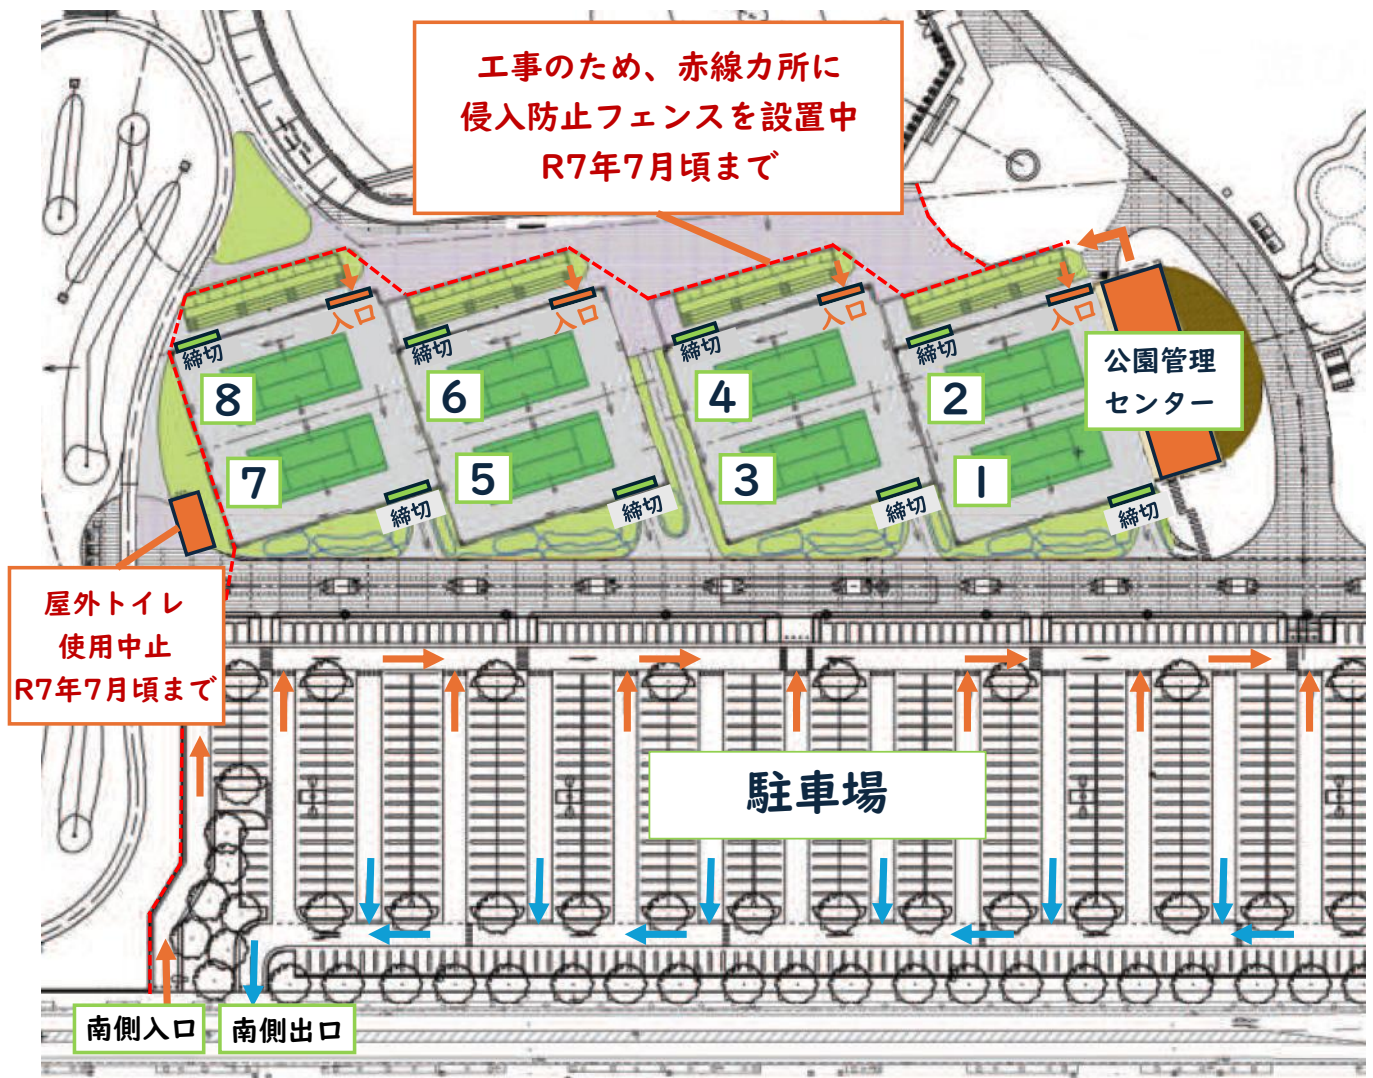 工事のため、赤線カ所に
侵入防止フェンスを設置中
R7年7月頃まで
入口
入口
入口
入口
締切
締切
締切
締切
公園管理
センター
8
6
4
2
7
5
3
1
締切
締切
締切
締切
屋外トイレ
使用中止
R7年7月頃まで
駐車場
南側入口
南側出口